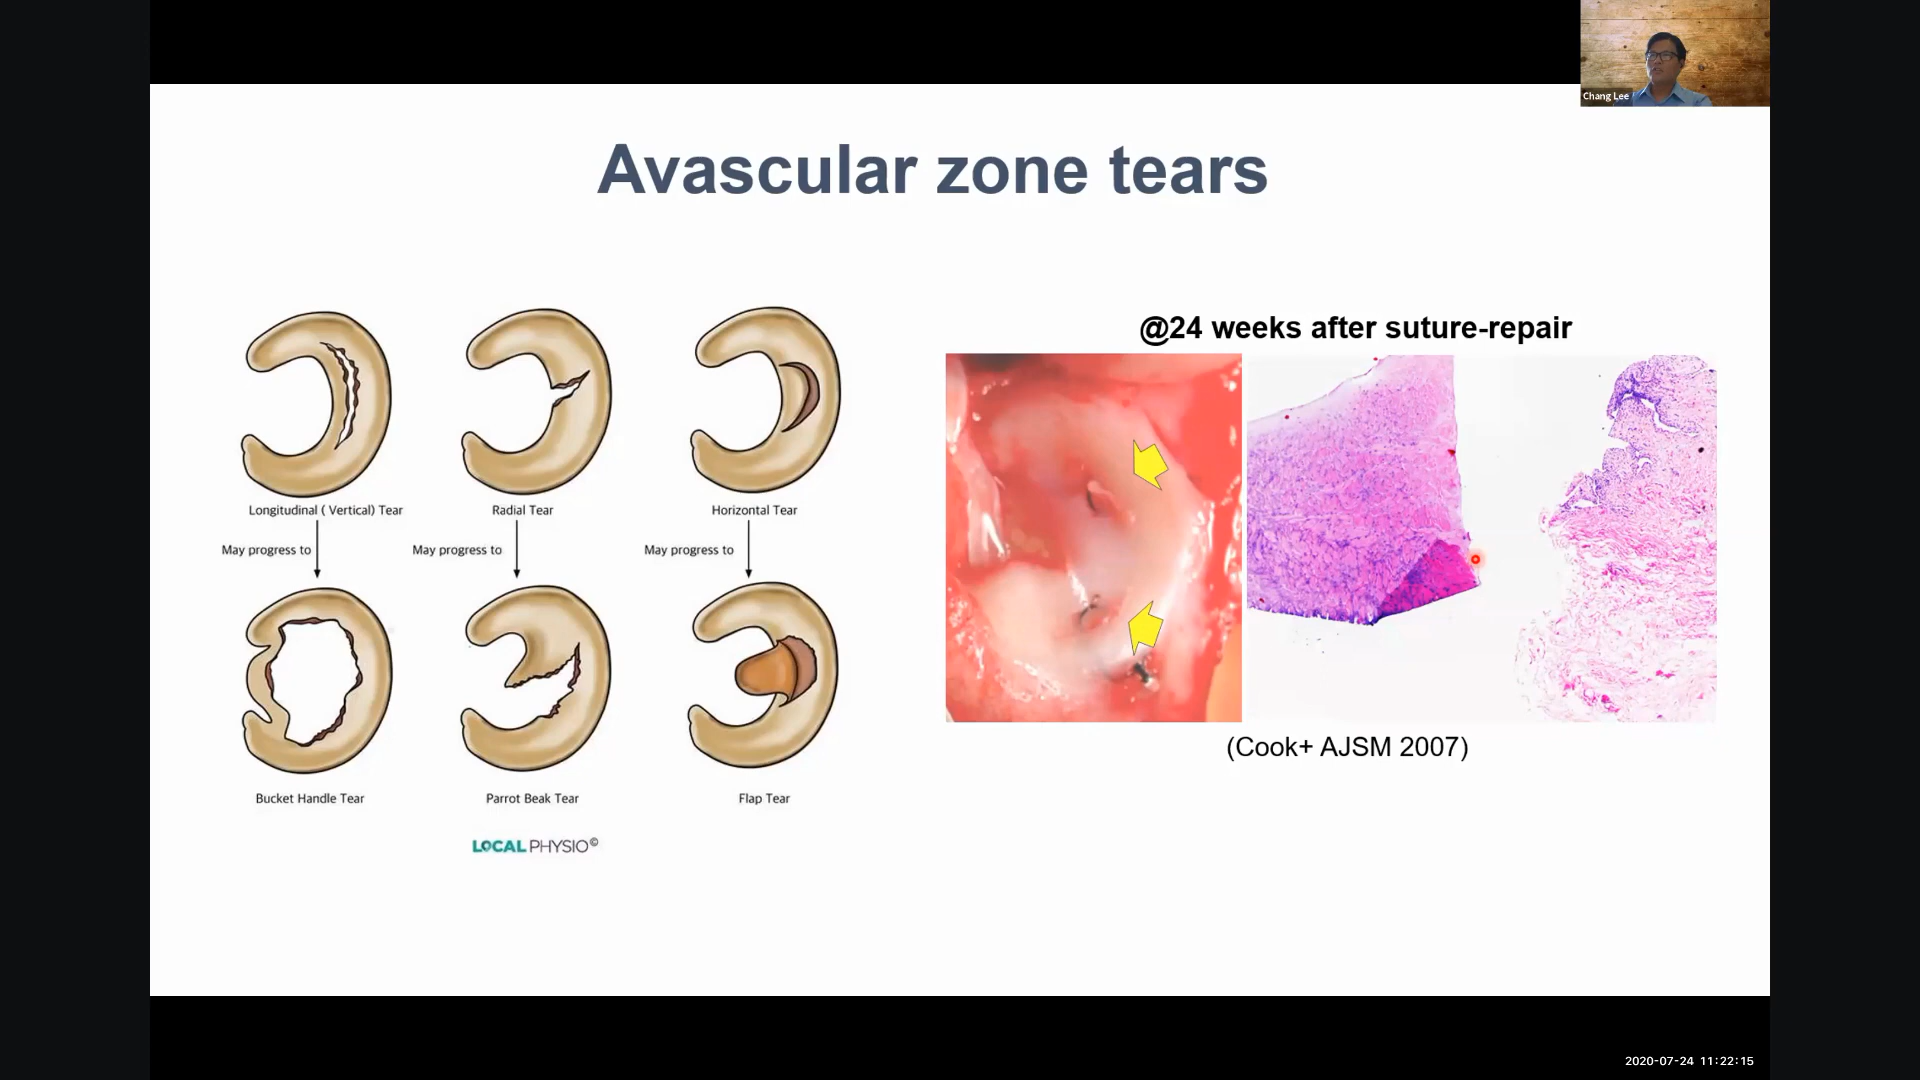 Chang Lee
Avascular zone tears
@24 weeks after suture-repair
Longitudinal ( Vertical) Tear
Radial Tear
Horizontal Tear
May progress to
May progress to
May progress to
Bucket Handle Tear
Parrot Beak Tear
Flap Tear
LOCAL PHYSIO©
(Cook+ AJSM 2007)
2020-07-24 11:22:15